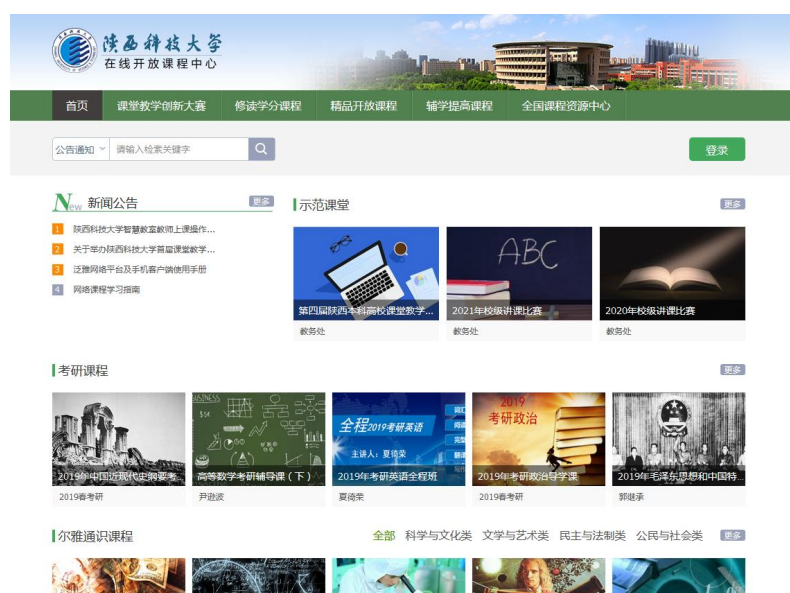 陕西科技大学
在线开放课程中心
首页 课堂教学创新大赛 修读学分课程 精品开放课程 辅学提高课程 全国课程资源中心
公告通知 请输入检索关键字
登录
New 新闻公告 更多
1 陕西科技大学智慧教室教师上课操作...
2 关于举办陕西科技大学首届课堂教学...
3 泛雅网络平台及手机客户端使用手册
4 网络课程学习指南
示范课堂 更多
第四届陕西本科高校课堂教学...
教务处
ABC
2021年校级讲课比赛
教务处
2020年校级讲课比赛
教务处
考研课程 更多
2019年中国近现代史纲要考...
2019春考研
BUSINESS
高等数学考研辅导课（下）
尹逊波
全程2019考研英语
主讲人：夏徛荣
词汇
阅读
完型
翻译
写作
2019年考研英语全程班
夏徛荣
2019
考研政治
2019年考研政治导学课
2019春考研
2019年毛泽东思想和中国特...
郭继承
尔雅通识课程 全部 科学与文化类 文学与艺术类 民主与法制类 公民与社会类 更多